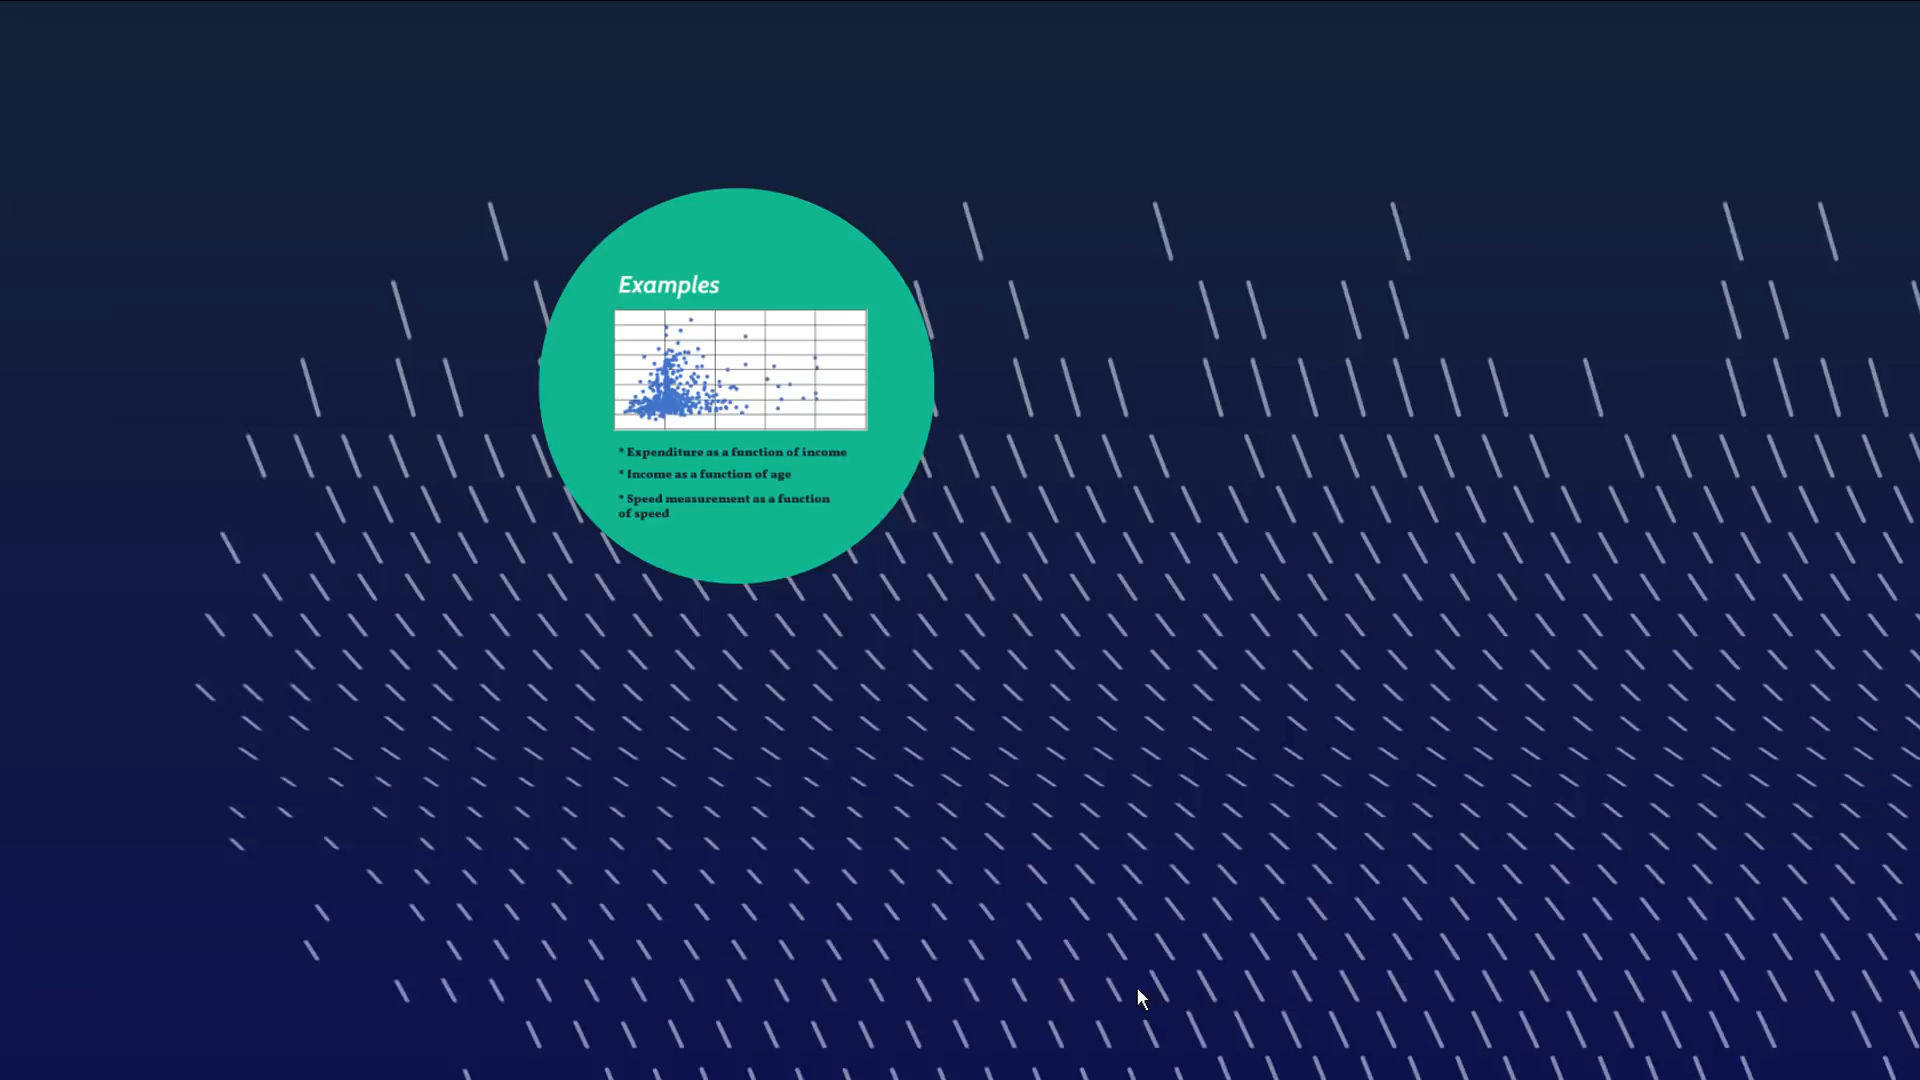 Examples
* Expenditure as a function of income
* Income as a function of age
* Speed measurement as a function
of speed